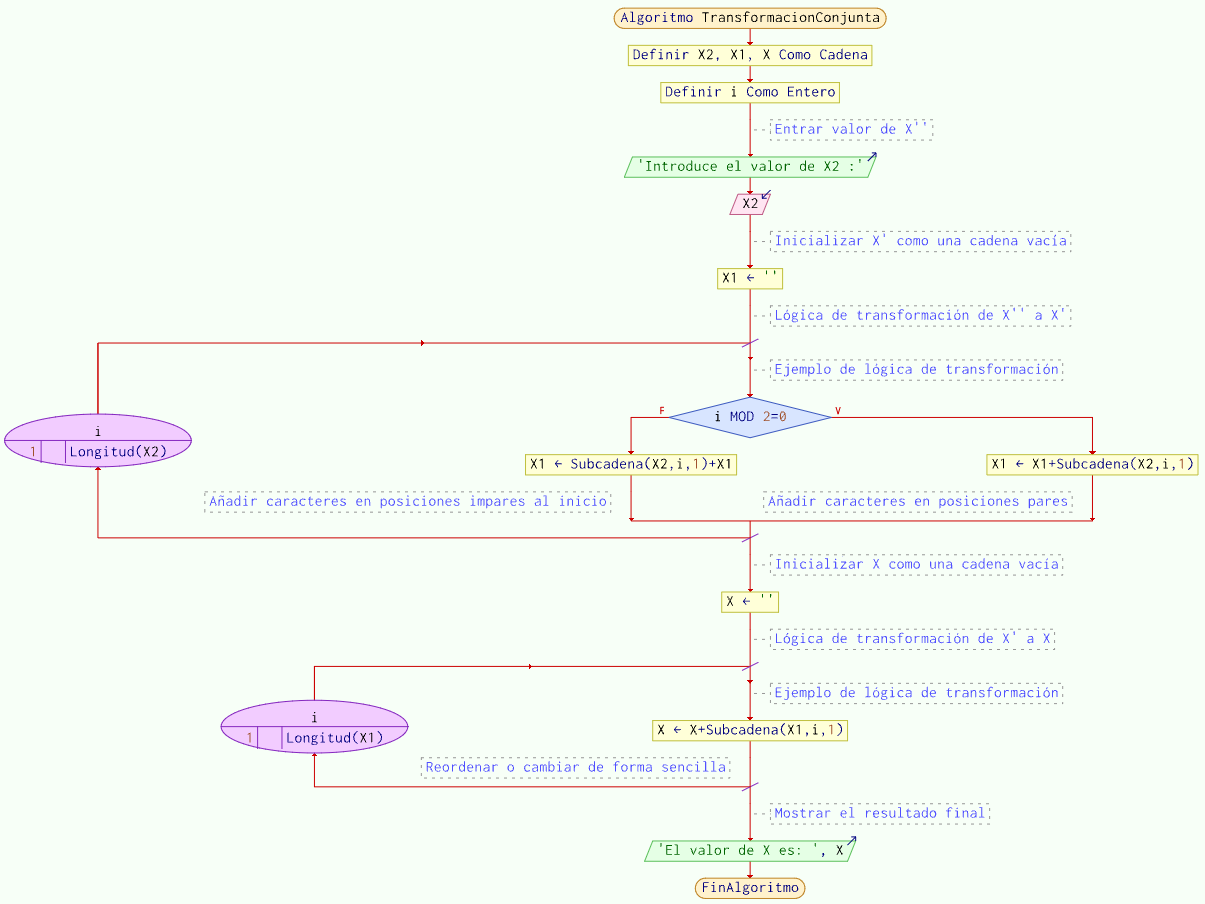 Algoritmo TransformacionConjunta
Definir X2, X1, X Como Cadena
Definir i Como Entero
Entrar valor de X''
'Introduce el valor de X2 :'
X2
Inicializar X' como una cadena vacía
X1 ← ''
Lógica de transformación de X'' a X'
Ejemplo de lógica de transformación
i
1 Longitud(X2)
F
i MOD 2=0
V
X1 ← Subcadena(X2,i,1)+X1
X1 ← X1+Subcadena(X2,i,1)
Añadir caracteres en posiciones impares al inicio
Añadir caracteres en posiciones pares
Inicializar X como una cadena vacía
X ← ''
Lógica de transformación de X' a X
Ejemplo de lógica de transformación
i
1 Longitud(X1)
X ← X+Subcadena(X1,i,1)
Reordenar o cambiar de forma sencilla
Mostrar el resultado final
'El valor de X es: ', X
FinAlgoritmo